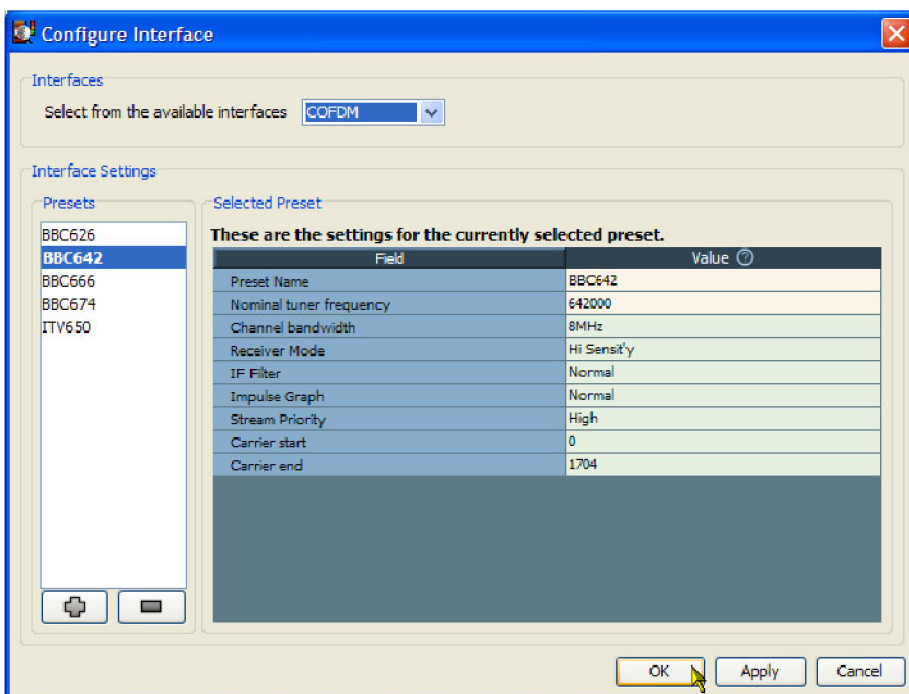 Configure Interface
Interfaces
Select from the available interfaces COFDM
Interface Settings
Presets
BBC626
BBC642
BBC666
BBC674
ITV650
Selected Preset
These are the settings for the currently selected preset.
Field Value ?
Preset Name BBC642
Nominal tuner frequency 642000
Channel bandwidth 8MHz
Receiver Mode Hi Sensit'y
IF Filter Normal
Impulse Graph Normal
Stream Priority High
Carrier start 0
Carrier end 1704
OK Apply Cancel